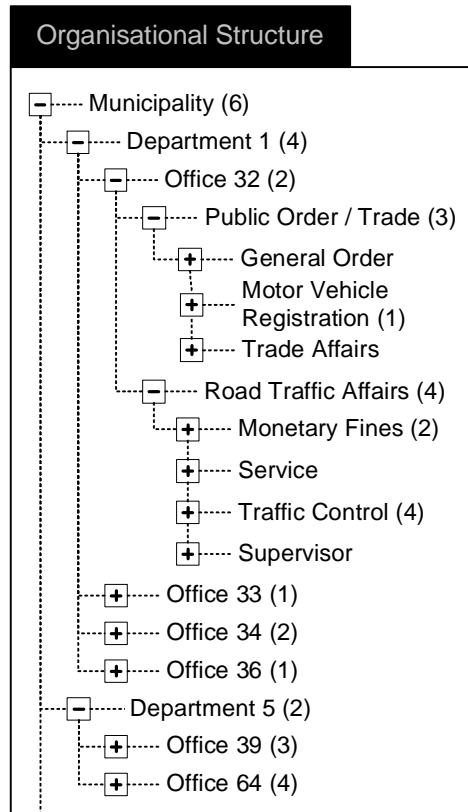 Organisational Structure
Municipality (6)
Department 1 (4)
Office 32 (2)
Public Order / Trade (3)
General Order
Motor Vehicle
Registration (1)
Trade Affairs
Road Traffic Affairs (4)
Monetary Fines (2)
Service
Traffic Control (4)
Supervisor
Office 33 (1)
Office 34 (2)
Office 36 (1)
Department 5 (2)
Office 39 (3)
Office 64 (4)